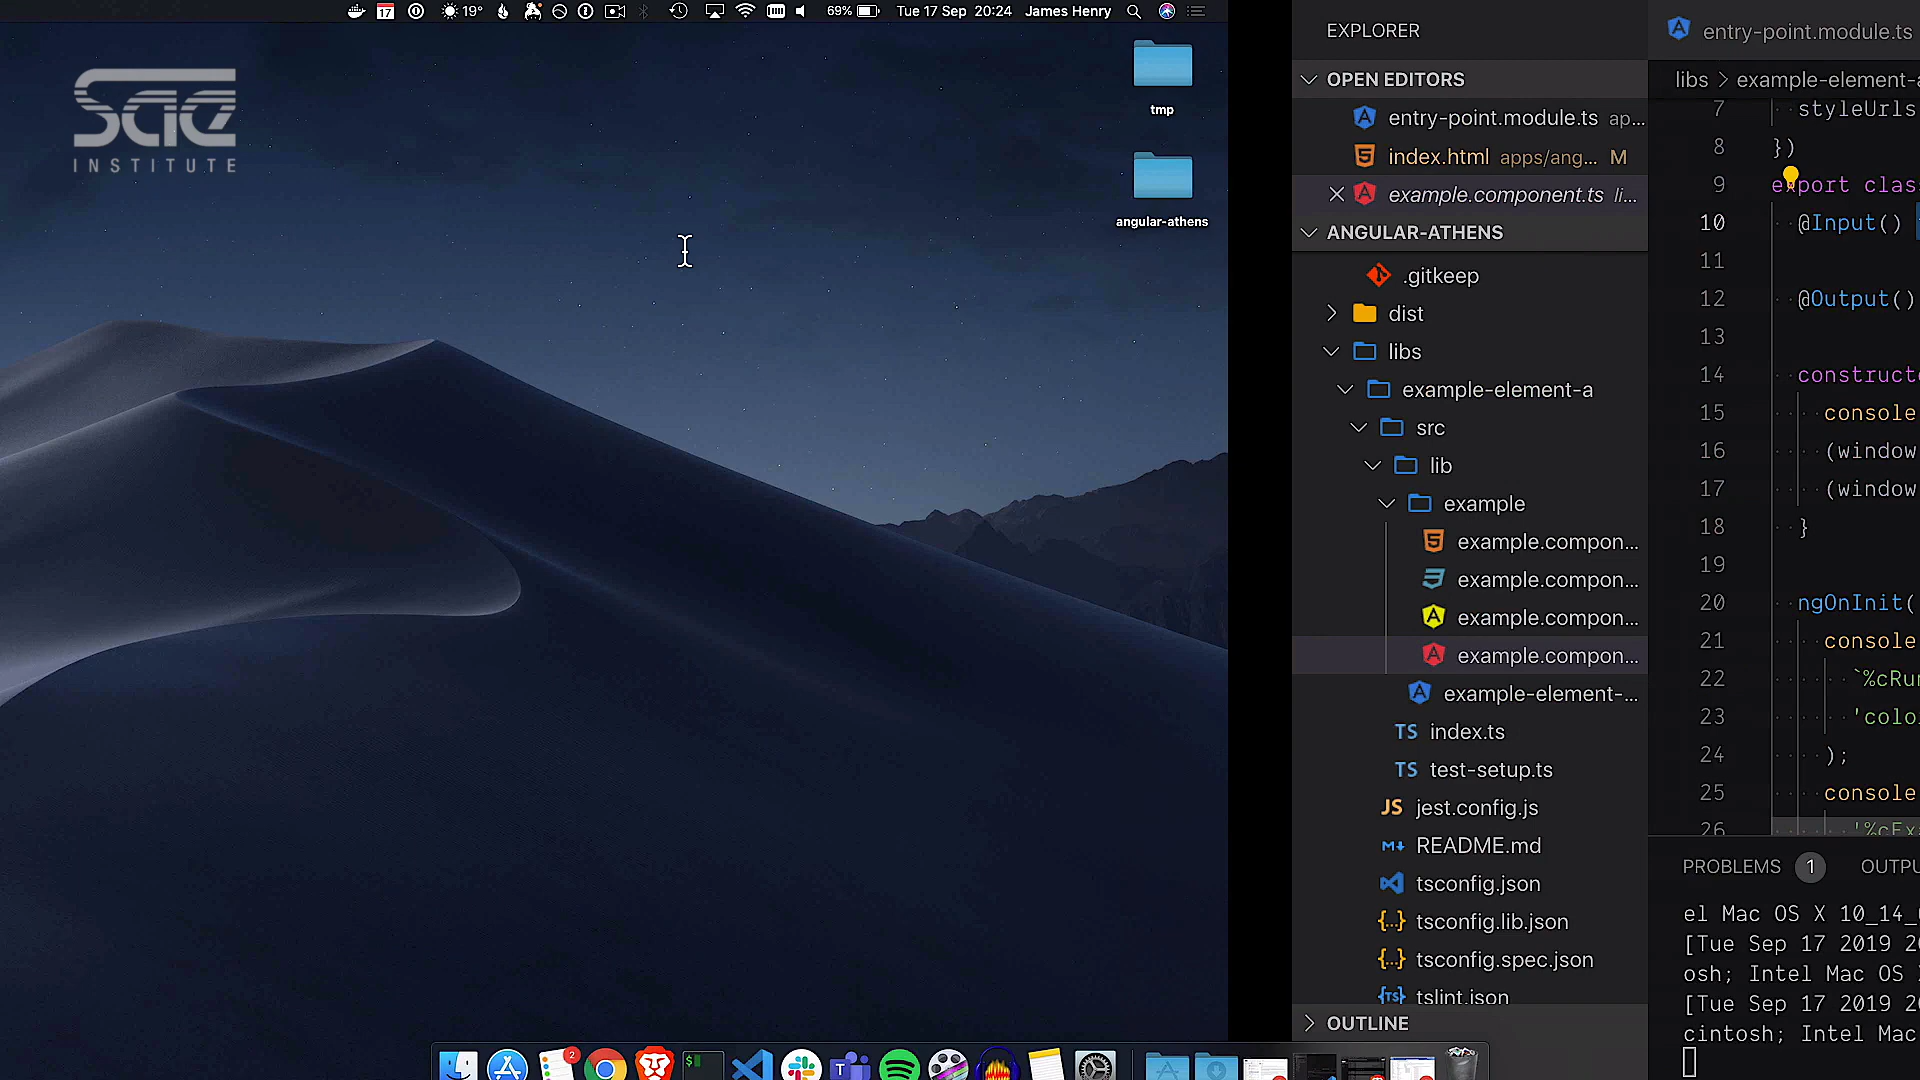 17
19°
69%
Tue 17 Sep 20:24
James Henry
SAE
INSTITUTE
tmp
angular-athens
EXPLORER
OPEN EDITORS
entry-point.module.ts ap...
index.html apps/ang... M
example.component.ts li...
ANGULAR-ATHENS
.gitkeep
dist
libs
example-element-a
src
lib
example
example.compon...
example.compon...
example.compon...
example.compon...
example-element-...
index.ts
test-setup.ts
jest.config.js
README.md
tsconfig.json
tsconfig.lib.json
tsconfig.spec.json
tslint.json
OUTLINE
entry-point.module.ts
libs > example-element-a
7 styleUrls
8 })
9 export clas
10 @Input()
11
12 @Output()
13
14 construct
15 console
16 (window
17 (window
18 }
19
20 ngOnInit(
21 console
22 `%cRu
23 'colo
24 );
25 console
26 '%cEx
PROBLEMS 1 OUTPU
el Mac OS X 10_14_
[Tue Sep 17 2019 2
osh; Intel Mac OS
[Tue Sep 17 2019 2
cintosh; Intel Mac
2